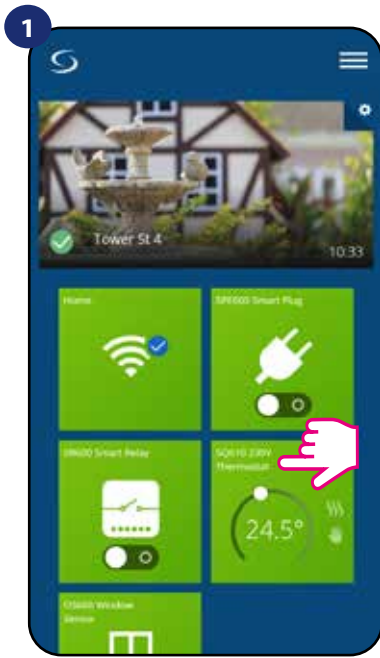 1
Tower St 4
10:33
Home
SP600 Smart Plug
SR600 Smart Relay
SQ610 230V
Thermostat
24.5°
OS600 Window
Sensor